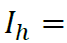 I_h =